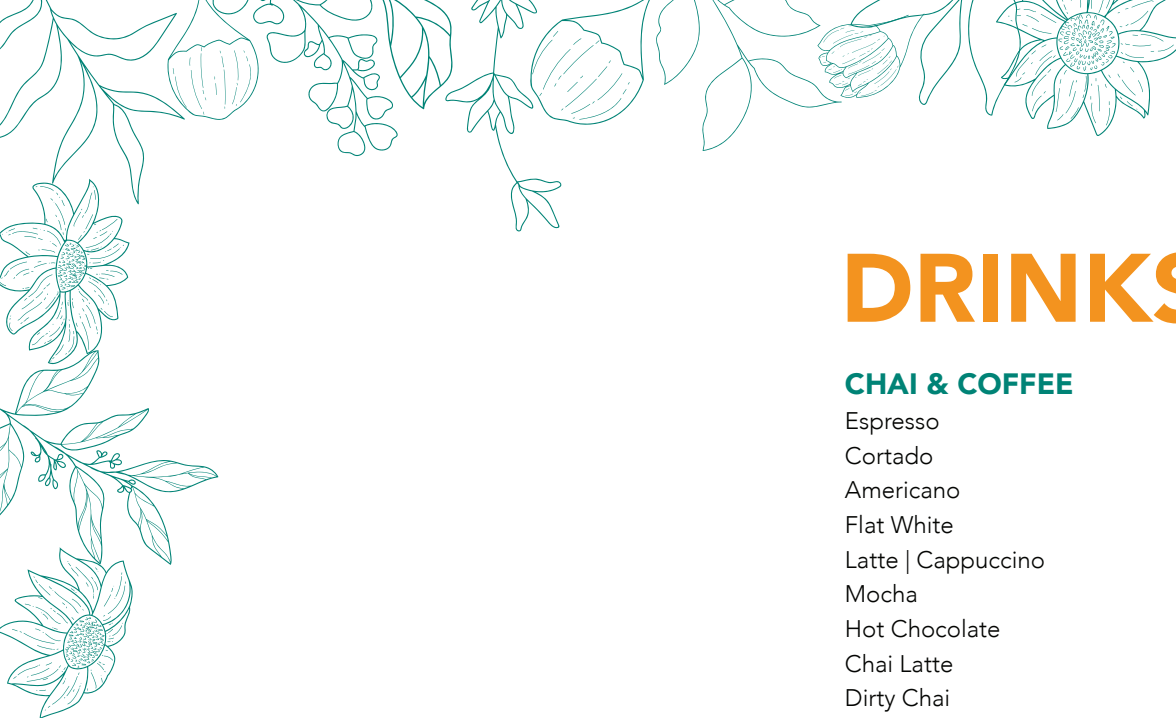 DRINKS
CHAI & COFFEE
Espresso
Cortado
Americano
Flat White
Latte | Cappuccino
Mocha
Hot Chocolate
Chai Latte
Dirty Chai